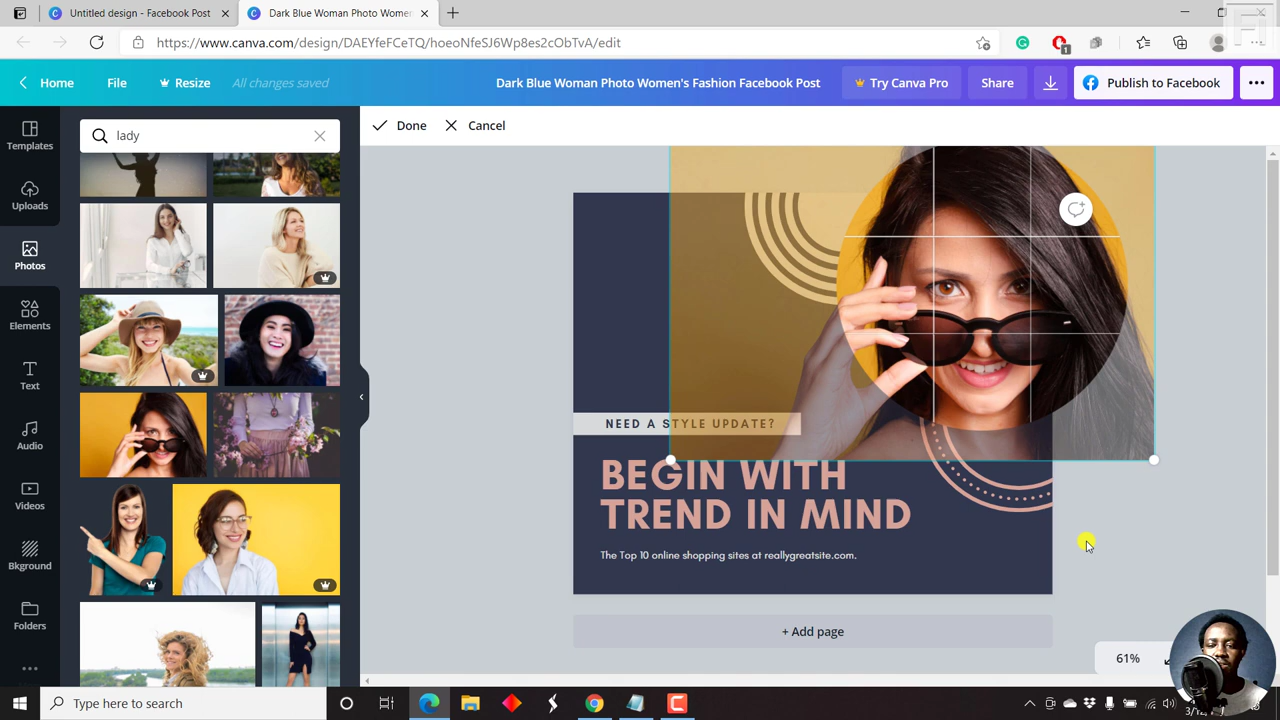 Untitled design - Facebook Post
Dark Blue Woman Photo Women
https://www.canva.com/design/DAEYfeFCeTQ/hoeoNfeSJ6Wp8es2cObTvA/edit
1
Home
File
Resize
All changes saved
Dark Blue Woman Photo Women's Fashion Facebook Post
Try Canva Pro
Share
Publish to Facebook
Templates
lady
Done
Cancel
Uploads
Photos
Elements
Text
Audio
Videos
Bkground
Folders
NEED A STYLE UPDATE?
BEGIN WITH
TREND IN MIND
The Top 10 online shopping sites at reallygreatsite.com.
+ Add page
61%
Type here to search